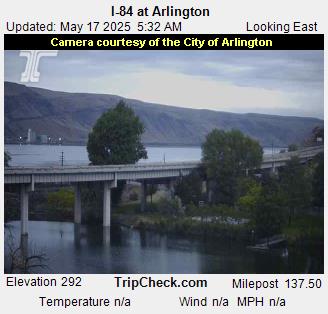 I-84 at Arlington
Updated: May 17 2025 5:32 AM Looking East
Camera courtesy of the City of Arlington
Elevation 292 TripCheck.com Milepost 137.50
Temperature n/a Wind n/a MPH n/a